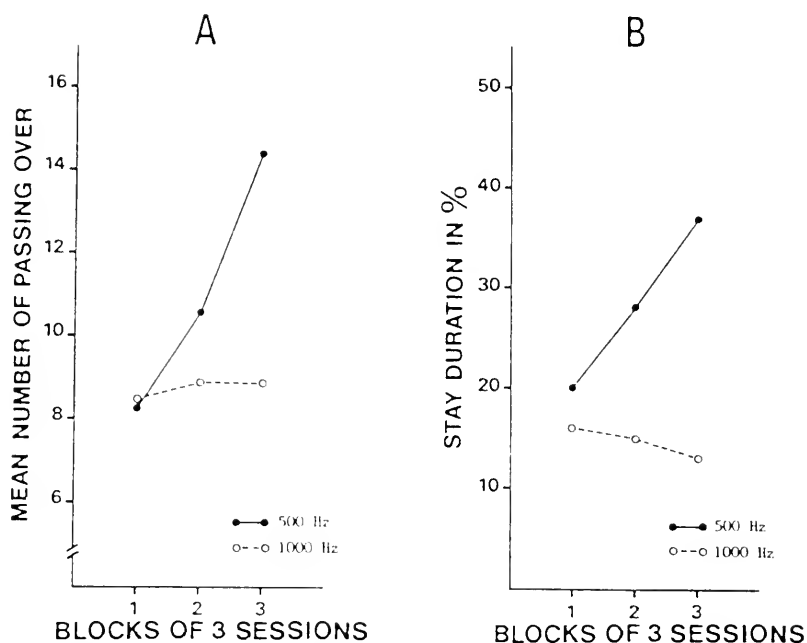 A
MEAN NUMBER OF PASSING OVER
16
14
12
10
8
6
500 Hz
1000 Hz
1 2 3
BLOCKS OF 3 SESSIONS
B
STAY DURATION IN %
50
40
30
20
10
500 Hz
1000 Hz
1 2 3
BLOCKS OF 3 SESSIONS